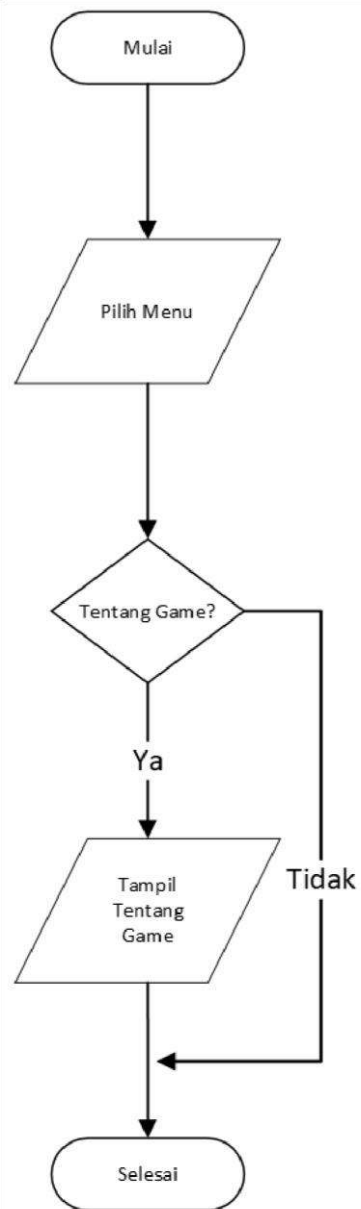 Mulai
Pilih Menu
Tentang Game?
Ya
Tampil
Tentang
Game
Tidak
Selesai